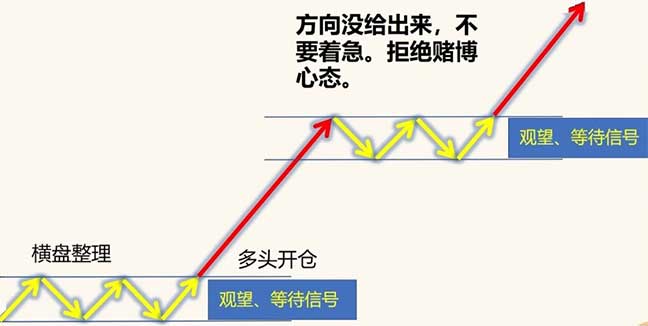 方向没给出来，不
要着急。拒绝赌博
心态。
观望、等待信号
横盘整理
多头开仓
观望、等待信号